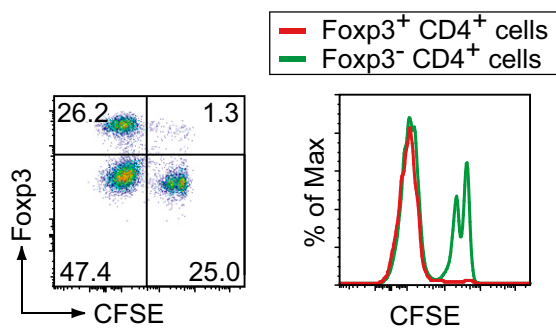 Foxp3⁺ CD4⁺ cells
Foxp3⁻ CD4⁺ cells
26.2
1.3
47.4
25.0
Foxp3
CFSE
% of Max
CFSE